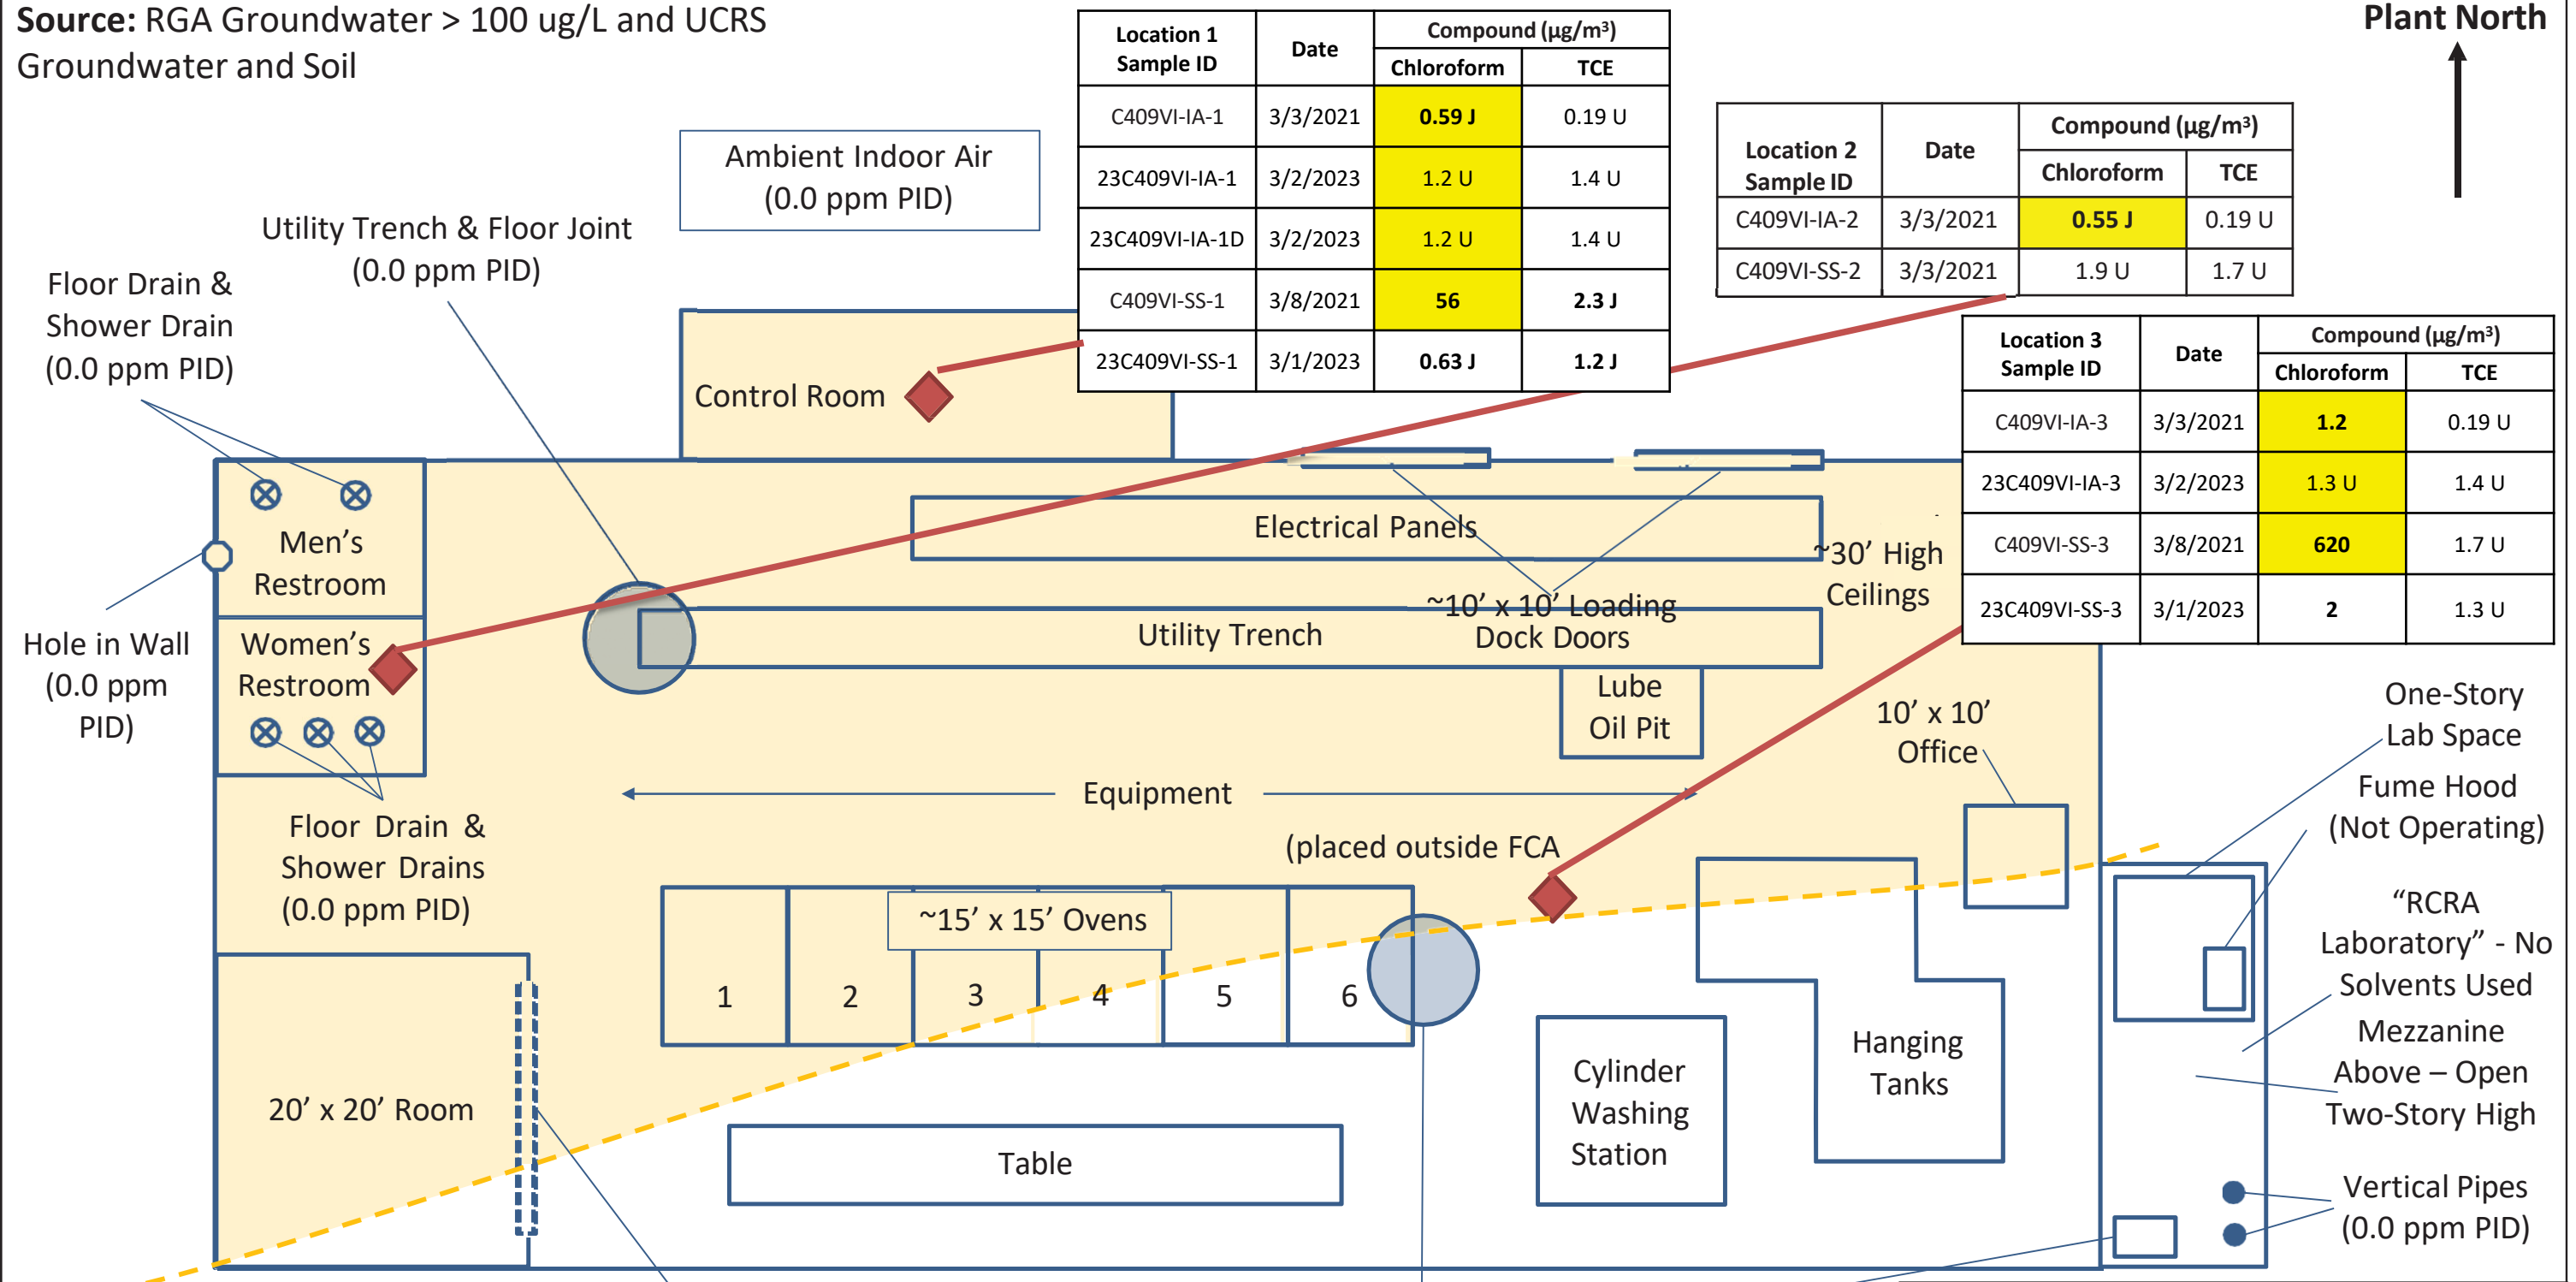 Source: RGA Groundwater > 100 ug/L and UCRS
Groundwater and Soil
Plant North
Location 1 Sample ID | Date | Compound (µg/m³)
Chloroform | TCE
C409VI-IA-1 | 3/3/2021 | 0.59 J | 0.19 U
23C409VI-IA-1 | 3/2/2023 | 1.2 U | 1.4 U
23C409VI-IA-1D | 3/2/2023 | 1.2 U | 1.4 U
C409VI-SS-1 | 3/8/2021 | 56 | 2.3 J
23C409VI-SS-1 | 3/1/2023 | 0.63 J | 1.2 J
Location 2 Sample ID | Date | Compound (µg/m³)
Chloroform | TCE
C409VI-IA-2 | 3/3/2021 | 0.55 J | 0.19 U
C409VI-SS-2 | 3/3/2021 | 1.9 U | 1.7 U
Location 3 Sample ID | Date | Compound (µg/m³)
Chloroform | TCE
C409VI-IA-3 | 3/3/2021 | 1.2 | 0.19 U
23C409VI-IA-3 | 3/2/2023 | 1.3 U | 1.4 U
C409VI-SS-3 | 3/8/2021 | 620 | 1.7 U
23C409VI-SS-3 | 3/1/2023 | 2 | 1.3 U
Ambient Indoor Air
(0.0 ppm PID)
Utility Trench & Floor Joint
(0.0 ppm PID)
Floor Drain &
Shower Drain
(0.0 ppm PID)
Control Room
Men's
Restroom
Electrical Panels
~30' High
Ceilings
Hole in Wall
(0.0 ppm
PID)
Women's
Restroom
Utility Trench
~10' x 10' Loading
Dock Doors
Lube
Oil Pit
10' x 10'
Office
One-Story
Lab Space
Fume Hood
(Not Operating)
Equipment
Floor Drain &
Shower Drains
(0.0 ppm PID)
(placed outside FCA
~15' x 15' Ovens
1
2
3
4
5
6
"RCRA
Laboratory" - No
Solvents Used
Mezzanine
Above – Open
Two-Story High
20' x 20' Room
Cylinder
Washing
Station
Hanging
Tanks
Table
Vertical Pipes
(0.0 ppm PID)